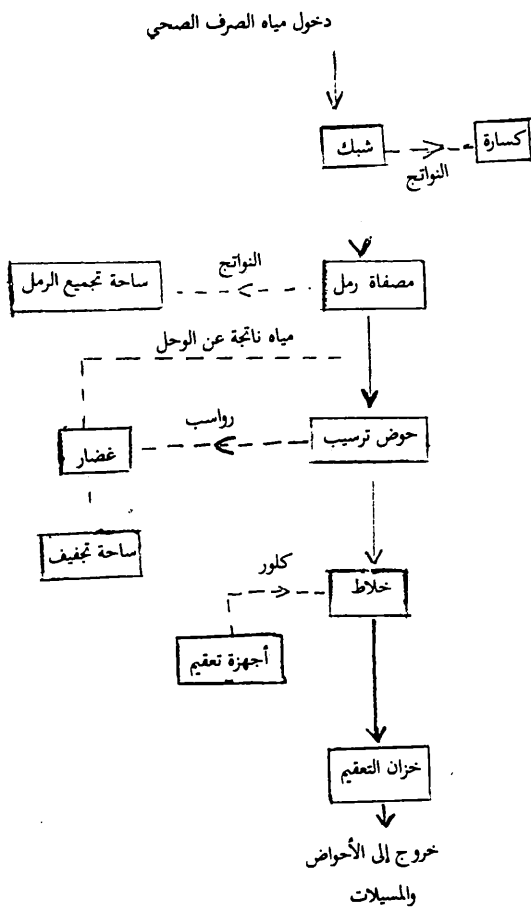 دخول مياه الصرف الصحي
شبك
كسارة
النواتج
مصفاة رمل
النواتج
ساحة تجميع الرمل
مياه ناتجة عن الوحل
حوض ترسيب
رواسب
غضار
ساحة تجفيف
كلور
خلاط
أجهزة تعقيم
خزان التعقيم
خروج إلى الأحواض
والمسيلات